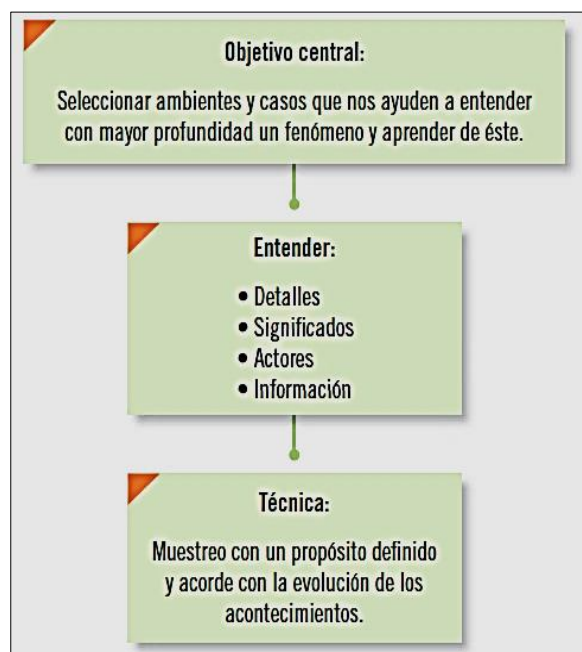 Objetivo central:
Seleccionar ambientes y casos que nos ayuden a entender
con mayor profundidad un fenómeno y aprender de éste.
Entender:
• Detalles
• Significados
• Actores
• Información
Técnica:
Muestreo con un propósito definido
y acorde con la evolución de los
acontecimientos.